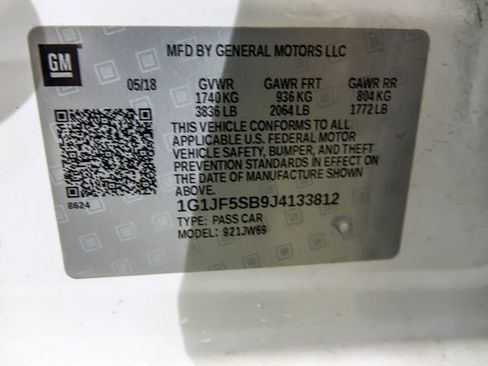 GM
MFD BY GENERAL MOTORS LLC
05/18 GVWR GAWR FRT GAWR RR
1740 KG 936 KG 804 KG
3836 LB 2064 LB 1772 LB
THIS VEHICLE CONFORMS TO ALL
APPLICABLE U.S. FEDERAL MOTOR
VEHICLE SAFETY, BUMPER, AND THEFT
PREVENTION STANDARDS IN EFFECT ON
THE DATE OF MANUFACTURE SHOWN
ABOVE.
8624
1G1JF5SB9J4133812
TYPE: PASS CAR
MODEL: 921JW69